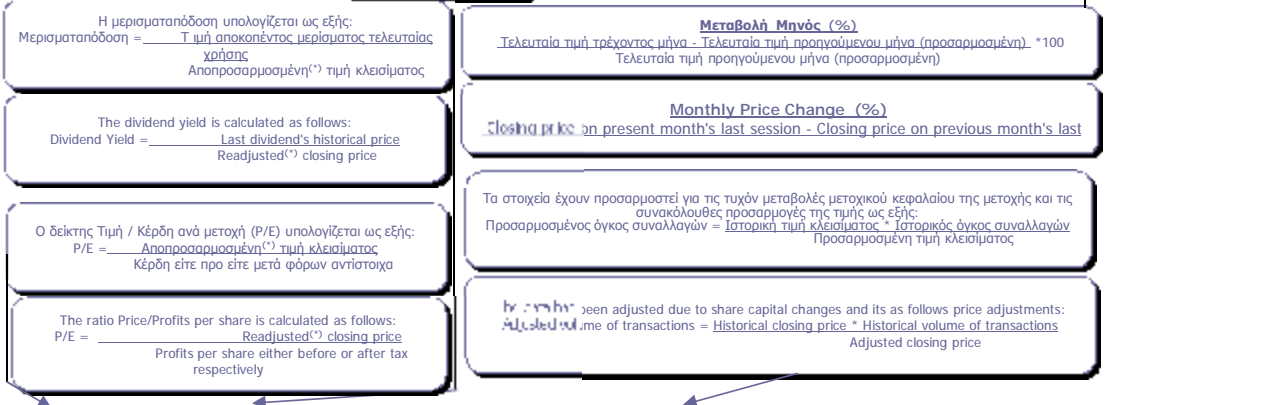 Η μερισματαπόδοση υπολογίζεται ως εξής:
Μερισματαπόδοση = Τ ιμή αποκοπέντος μερίσματος τελευταίας
χρήσης
Αποπροσαρμοσμένη(*) τιμή κλεισίματος
The dividend yield is calculated as follows:
Dividend Yield = Last dividend's historical price
Readjusted(*) closing price
Ο δείκτης Τιμή / Κέρδη ανά μετοχή (P/E) υπολογίζεται ως εξής:
P/E = Αποπροσαρμοσμένη(*) τιμή κλεισίματος
Κέρδη είτε προ είτε μετά φόρων αντίστοιχα
The ratio Price/Profits per share is calculated as follows:
P/E = Readjusted(*) closing price
Profits per share either before or after tax
respectively
Μεταβολή Μηνός (%)
Τελευταία τιμή τρέχοντος μήνα - Τελευταία τιμή προηγούμενου μήνα (προσαρμοσμένη) *100
Τελευταία τιμή προηγούμενου μήνα (προσαρμοσμένη)
Monthly Price Change (%)
Closing price on present month's last session - Closing price on previous month's last
Τα στοιχεία έχουν προσαρμοστεί για τις τυχόν μεταβολές μετοχικού κεφαλαίου της μετοχής και τις
συνακόλουθες προσαρμογές της τιμής ως εξής:
Προσαρμοσμένος όγκος συναλλαγών = Ιστορική τιμή κλεισίματος * Ιστορικός όγκος συναλλαγών
Προσαρμοσμένη τιμή κλεισίματος
been adjusted due to share capital changes and its as follows price adjustments:
Adjusted volume of transactions = Historical closing price * Historical volume of transactions
Adjusted closing price